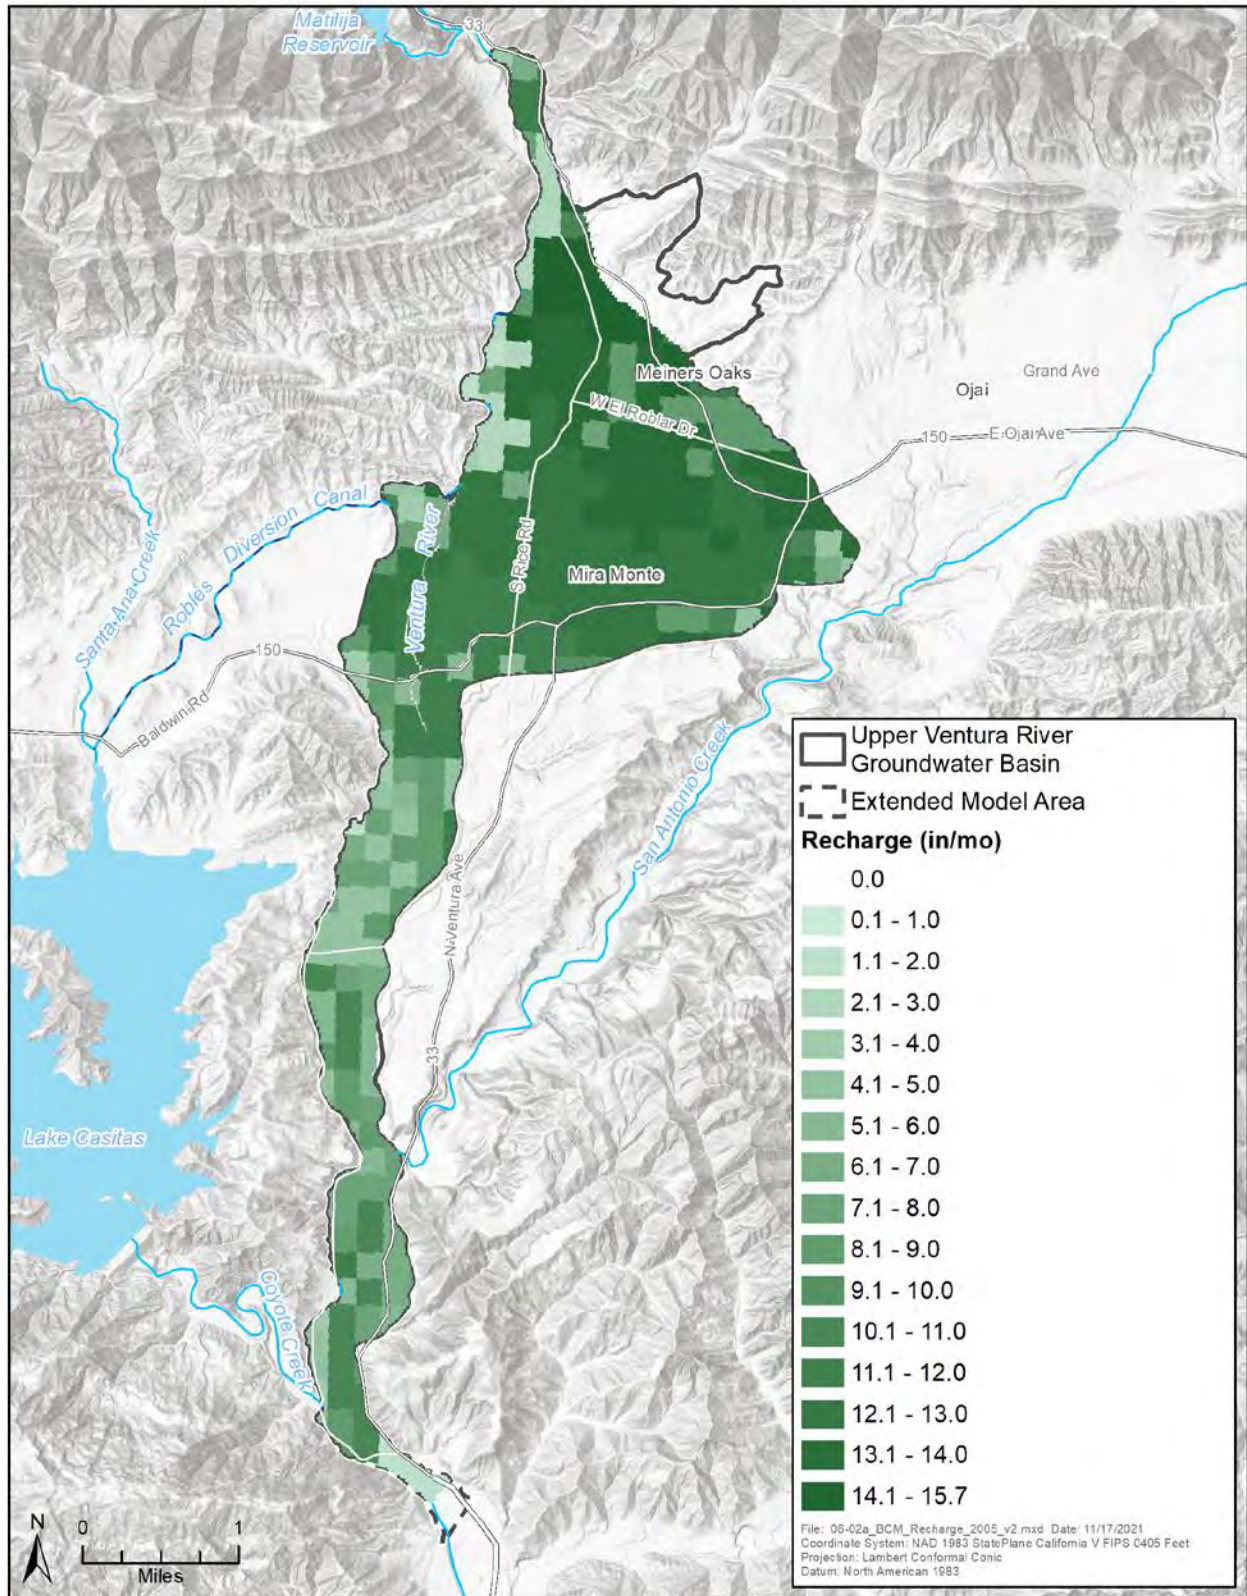 Matilija
Reservoir
33
Meiners Oaks
Ojai
Grand Ave
W El Roblar Dr
150
E Ojai Ave
Robles Diversion Canal
Ventura River
Santa Ana Creek
S Rice Rd
Mira Monte
150
Baldwin Rd
San Antonio Creek
N Ventura Ave
33
Lake Casitas
Coyote Creek
Upper Ventura River
Groundwater Basin
Extended Model Area
Recharge (in/mo)
0.0
0.1 - 1.0
1.1 - 2.0
2.1 - 3.0
3.1 - 4.0
4.1 - 5.0
5.1 - 6.0
6.1 - 7.0
7.1 - 8.0
8.1 - 9.0
9.1 - 10.0
10.1 - 11.0
11.1 - 12.0
12.1 - 13.0
13.1 - 14.0
14.1 - 15.7
File: 06-02a_BCM_Recharge_2005_v2.mxd Date: 11/17/2021
Coordinate System: NAD 1983 StatePlane California V FIPS 0405 Feet
Projection: Lambert Conformal Conic
Datum: North American 1983
N
0 1
Miles